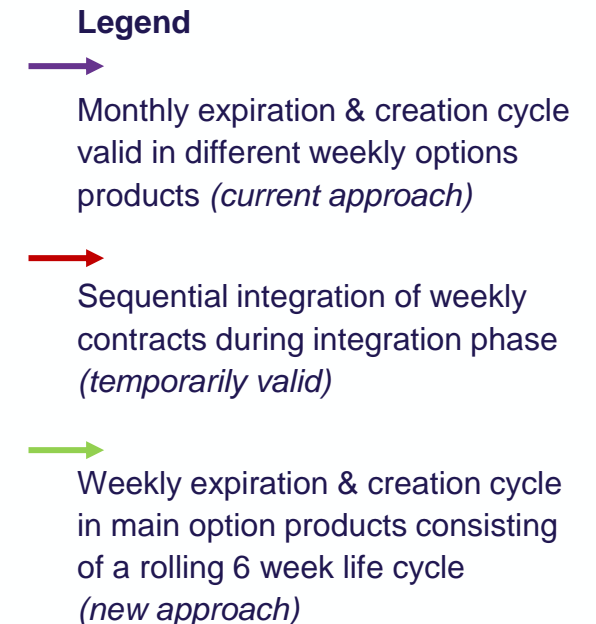 Legend
Monthly expiration & creation cycle
valid in different weekly options
products (current approach)
Sequential integration of weekly
contracts during integration phase
(temporarily valid)
Weekly expiration & creation cycle
in main option products consisting
of a rolling 6 week life cycle
(new approach)